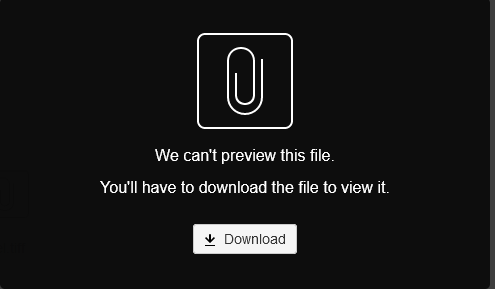 We can't preview this file.
You'll have to download the file to view it.
Download